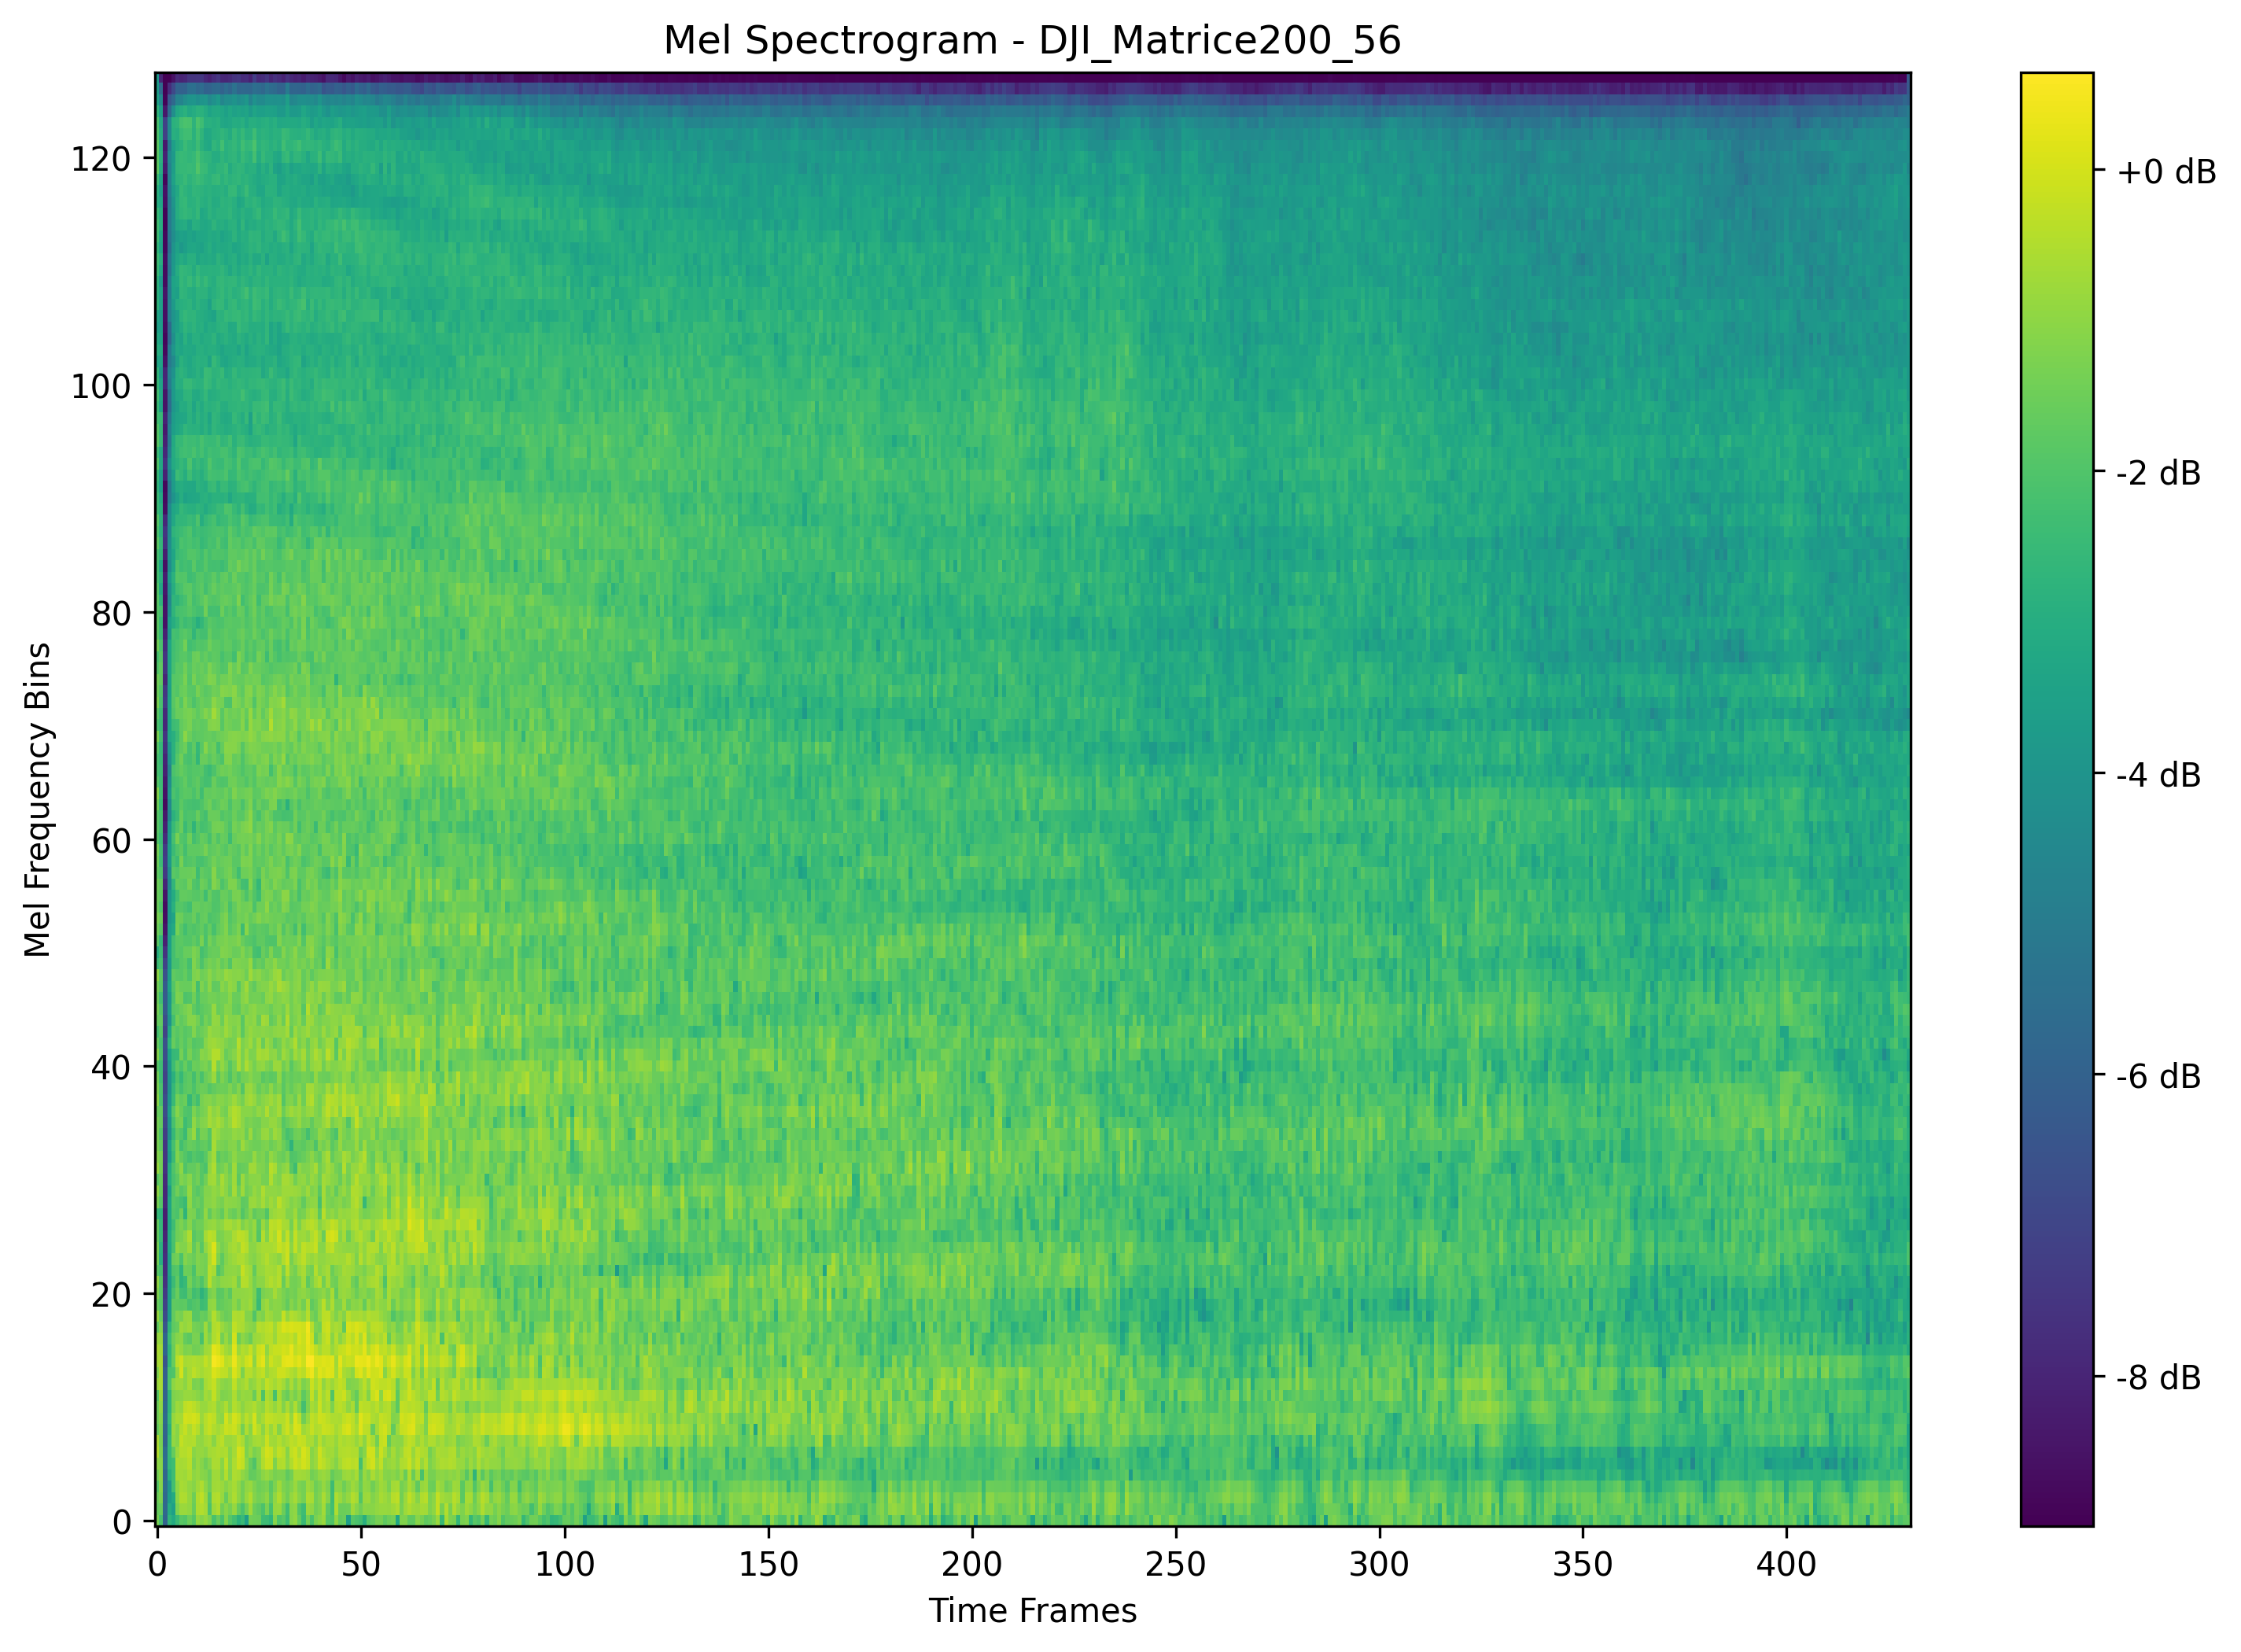 Mel Spectrogram - DJI_Matrice200_56
120
100
80
60
40
20
0
Mel Frequency Bins
0 50 100 150 200 250 300 350 400
Time Frames
+0 dB
-2 dB
-4 dB
-6 dB
-8 dB